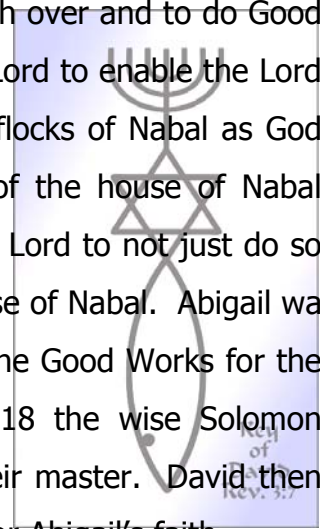 h over and to do Good
Lord to enable the Lord
flocks of Nabal as God
of the house of Nabal
Lord to not just do so
se of Nabal. Abigail wa
he Good Works for the
18 the wise Solomon
eir master. David then
Key
of
David
Rev. 3:7
r Abigail's faith